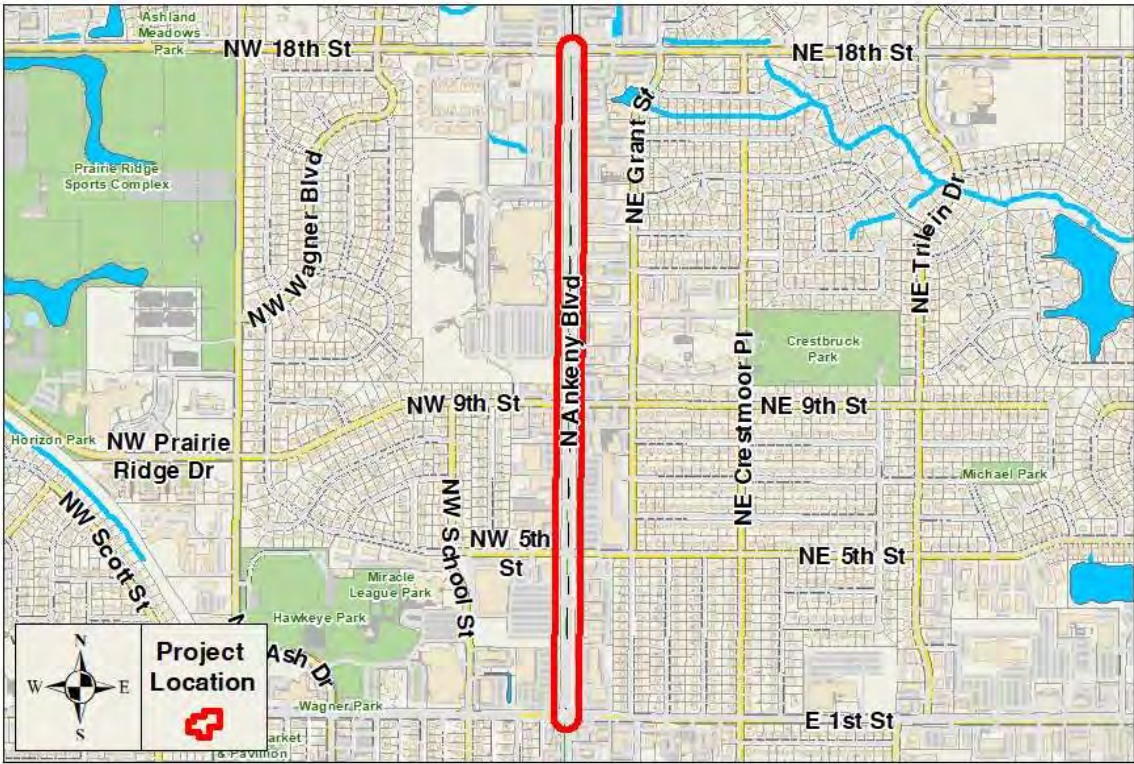 Ashland
Meadows
Park
NW 18th St
NE 18th St
Prairie Ridge
Sports Complex
NW Wagner Blvd
NE Grant St
NE Trilein Dr
N Ankeny Blvd
Crestbruck
Park
NE Crestmoor Pl
NW 9th St
NE 9th St
Horizon Park
NW Prairie
Ridge Dr
Michael Park
NW Scott St
NW School St
NW 5th
St
NE 5th St
Miracle
League Park
Hawkeye Park
Ash Dr
Wagner Park
E 1st St
& Pavilion
N
W
E
S
Project
Location